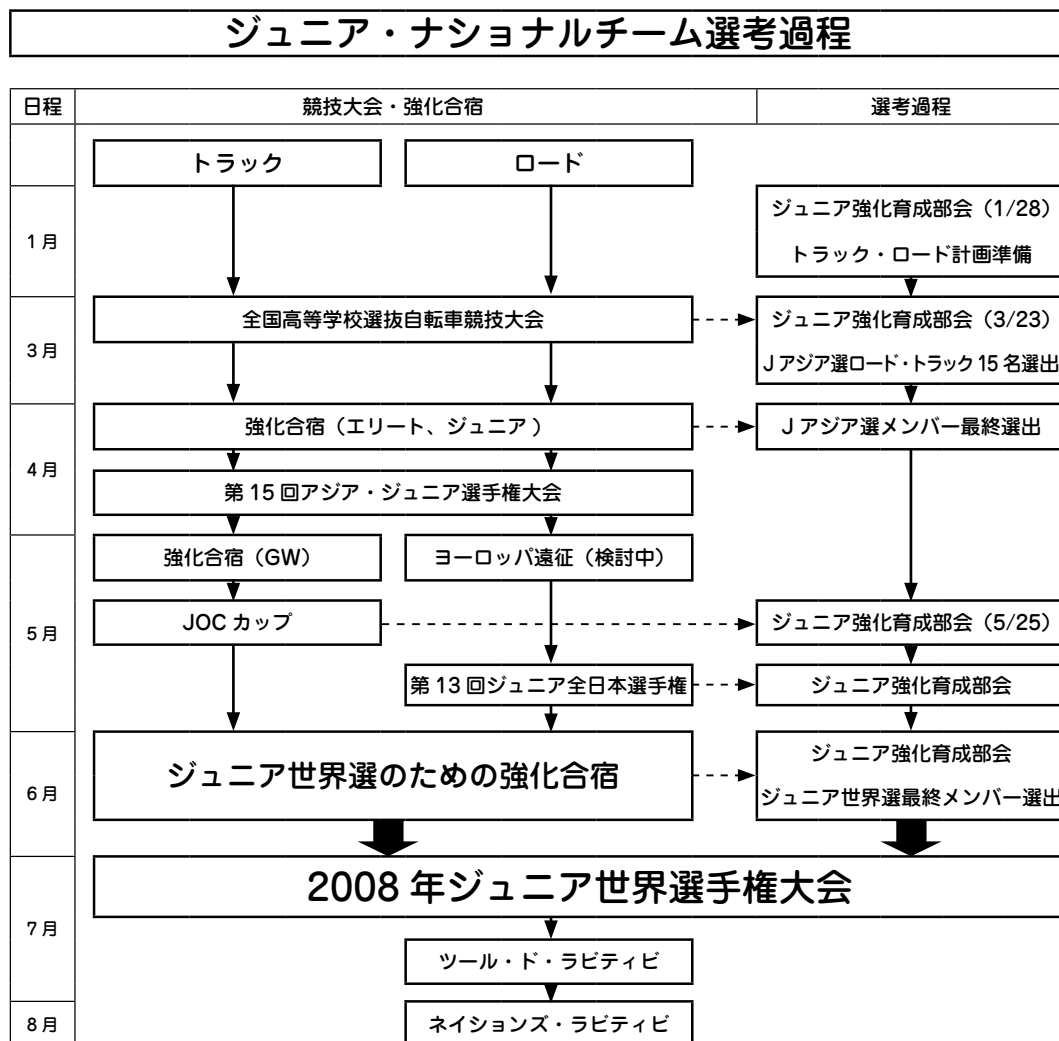 ジュニア・ナショナルチーム選考過程
日程 競技大会・強化合宿 選考過程
トラック ロード
1月
ジュニア強化育成部会（1/28）
トラック・ロード計画準備
3月
全国高等学校選抜自転車競技大会
ジュニア強化育成部会（3/23）
Jアジア選ロード・トラック15名選出
4月
強化合宿（エリート、ジュニア）
Jアジア選メンバー最終選出
第15回アジア・ジュニア選手権大会
5月
強化合宿（GW） ヨーロッパ遠征（検討中）
JOCカップ
ジュニア強化育成部会（5/25）
第13回ジュニア全日本選手権
ジュニア強化育成部会
6月
ジュニア世界選のための強化合宿
ジュニア強化育成部会
ジュニア世界選最終メンバー選出
7月
2008年ジュニア世界選手権大会
ツール・ド・ラビティビ
8月
ネイションズ・ラビティビ